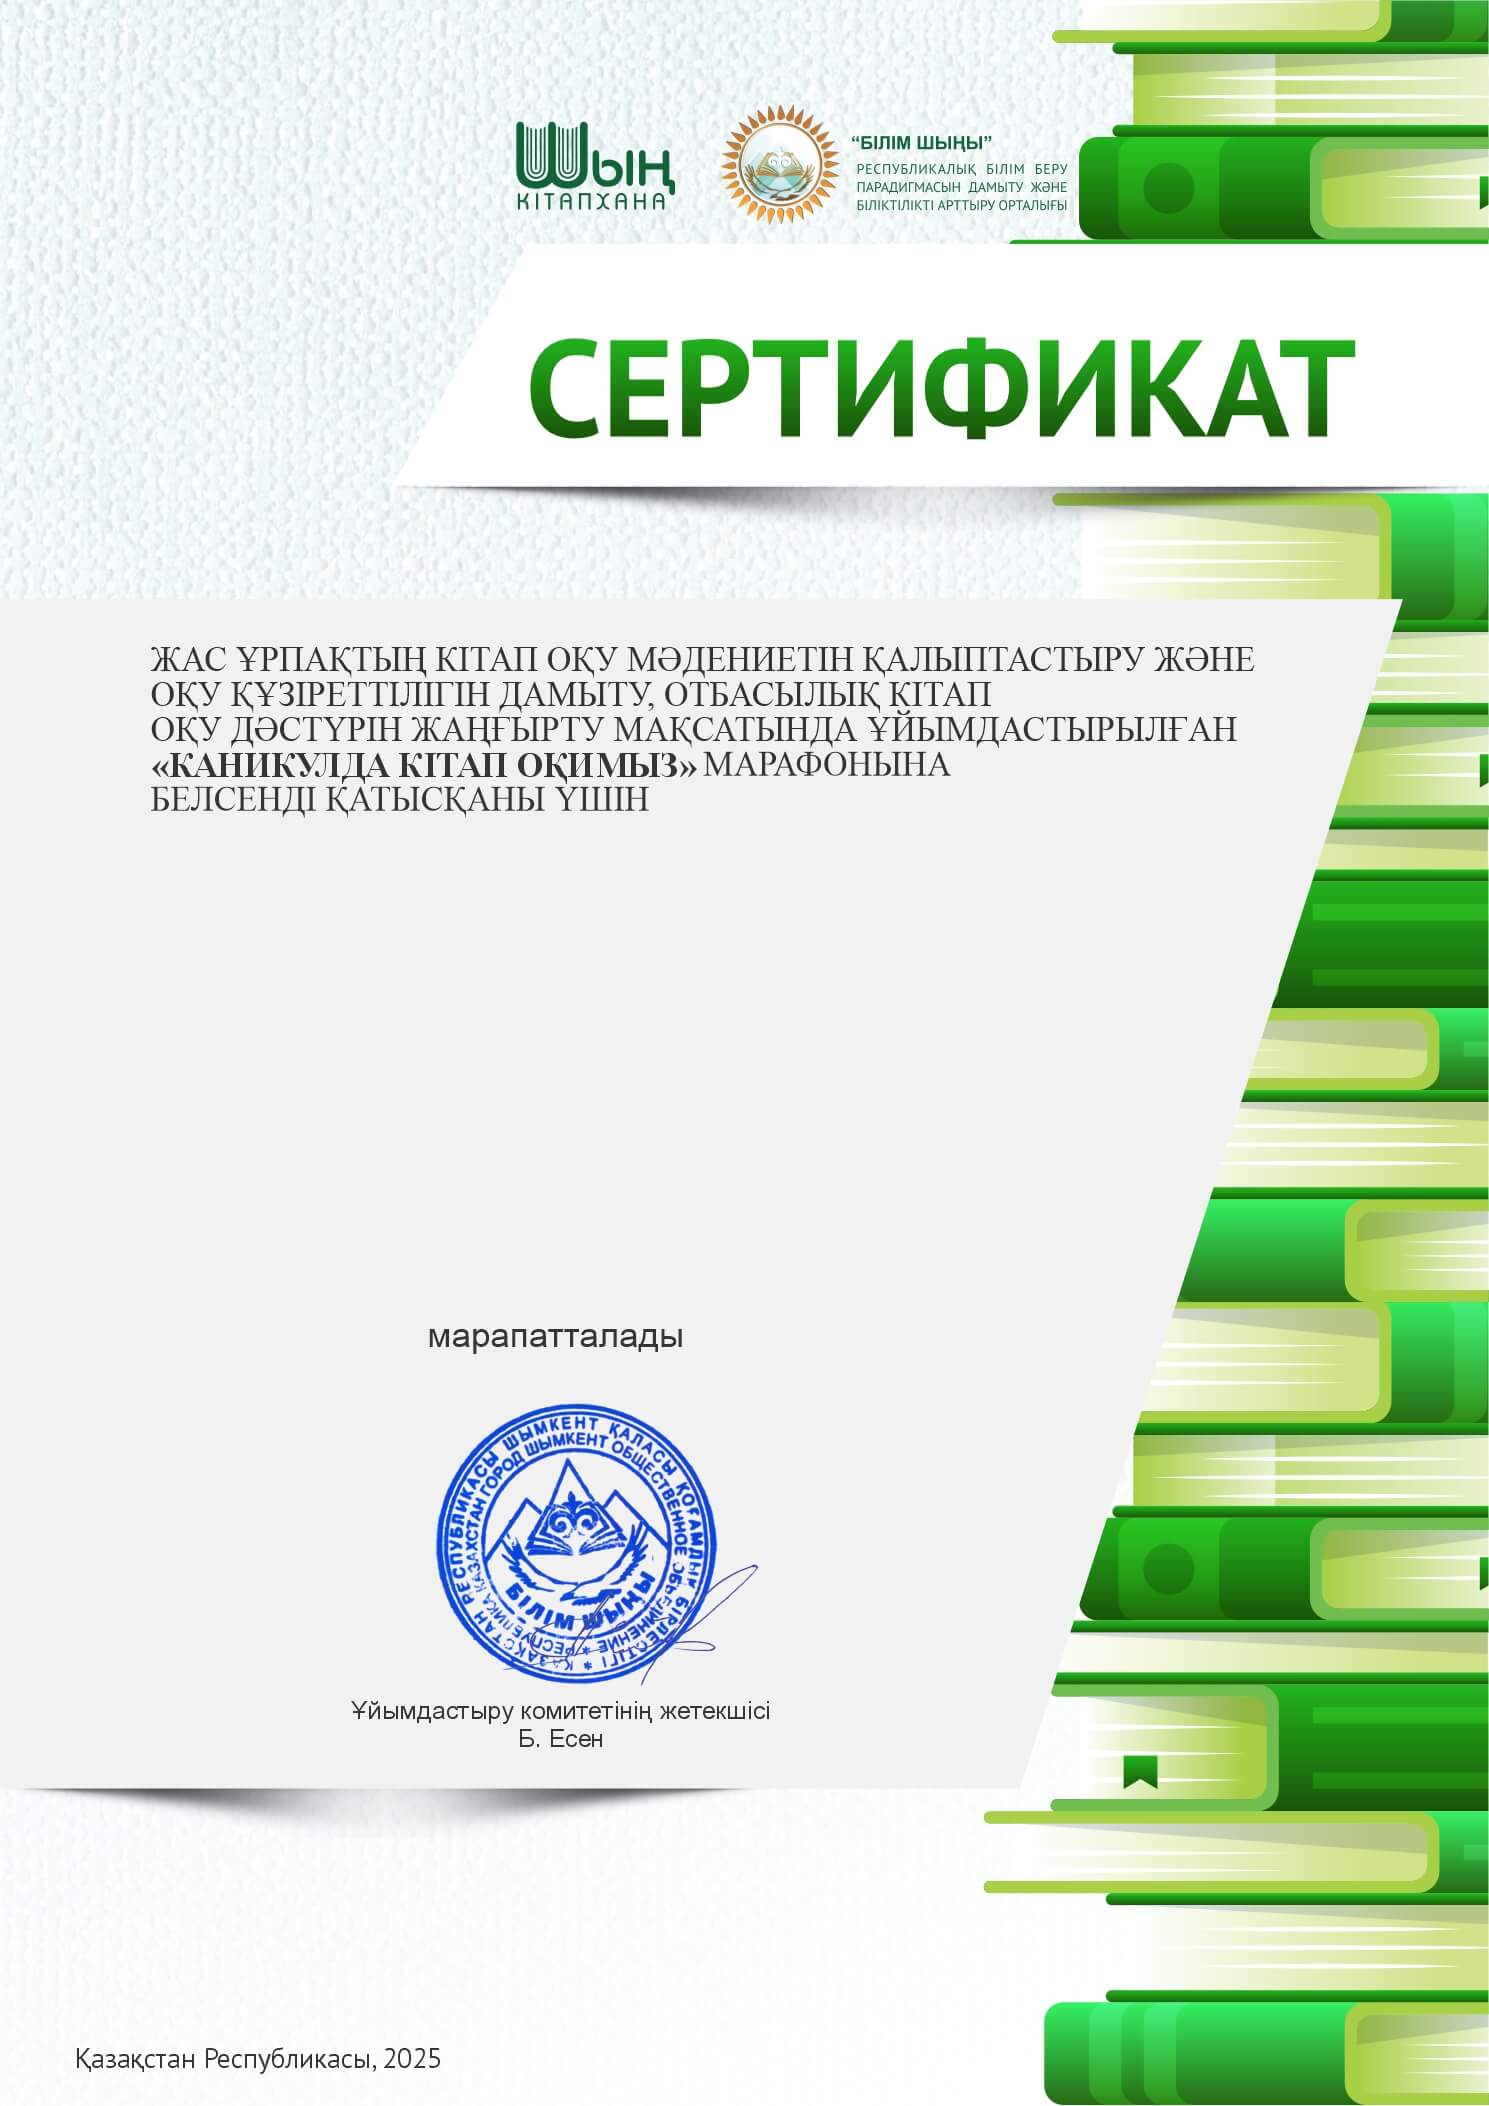 Шың
КІТАПХАНА
“БІЛІМ ШЫҢЫ”
РЕСПУБЛИКАЛЫҚ БІЛІМ БЕРУ
ПАРАДИГМАСЫН ДАМЫТУ ЖӘНЕ
БІЛІКТІЛІКТІ АРТТЫРУ ОРТАЛЫҒЫ
СЕРТИФИКАТ
ЖАС ҰРПАҚТЫҢ КІТАП ОҚУ МӘДЕНИЕТІН ҚАЛЫПТАСТЫРУ ЖӘНЕ
ОҚУ ҚҰЗІРЕТТІЛІГІН ДАМЫТУ, ОТБАСЫЛЫҚ КІТАП
ОҚУ ДӘСТҮРІН ЖАҢҒЫРТУ МАҚСАТЫНДА ҰЙЫМДАСТЫРЫЛҒАН
«КАНИКУЛДА КІТАП ОҚИМЫЗ» МАРАФОНЫНА
БЕЛСЕНДІ ҚАТЫСҚАНЫ ҮШІН
марапатталады
ҚАЗАҚСТАН РЕСПУБЛИКАСЫ ШЫМКЕНТ ҚАЛАСЫ ҚОҒАМДЫҚ БІРЛЕСТІГІ *
РЕСПУБЛИКА КАЗАХСТАН ГОРОД ШЫМКЕНТ ОБЩЕСТВЕННОЕ ОБЪЕДИНЕНИЕ *
БІЛІМ ШЫҢЫ
Ұйымдастыру комитетінің жетекшісі
Б. Есен
Қазақстан Республикасы, 2025